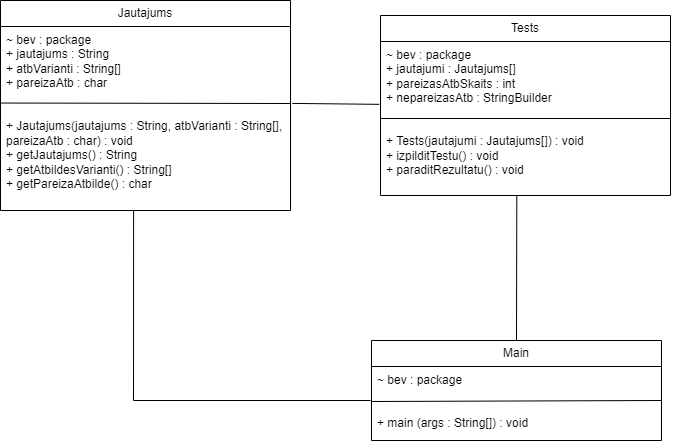 Jautajums
~ bev : package
+ jautajums : String
+ atbVarianti : String[]
+ pareizaAtb : char
+ Jautajums(jautajums : String, atbVarianti : String[],
pareizaAtb : char) : void
+ getJautajums() : String
+ getAtbildesVarianti() : String[]
+ getPareizaAtbilde() : char
Tests
~ bev : package
+ jautajumi : Jautajums[]
+ pareizasAtbSkaits : int
+ nepareizasAtb : StringBuilder
+ Tests(jautajumi : Jautajums[]) : void
+ izpilditTestu() : void
+ paraditRezultatu() : void
Main
~ bev : package
+ main (args : String[]) : void